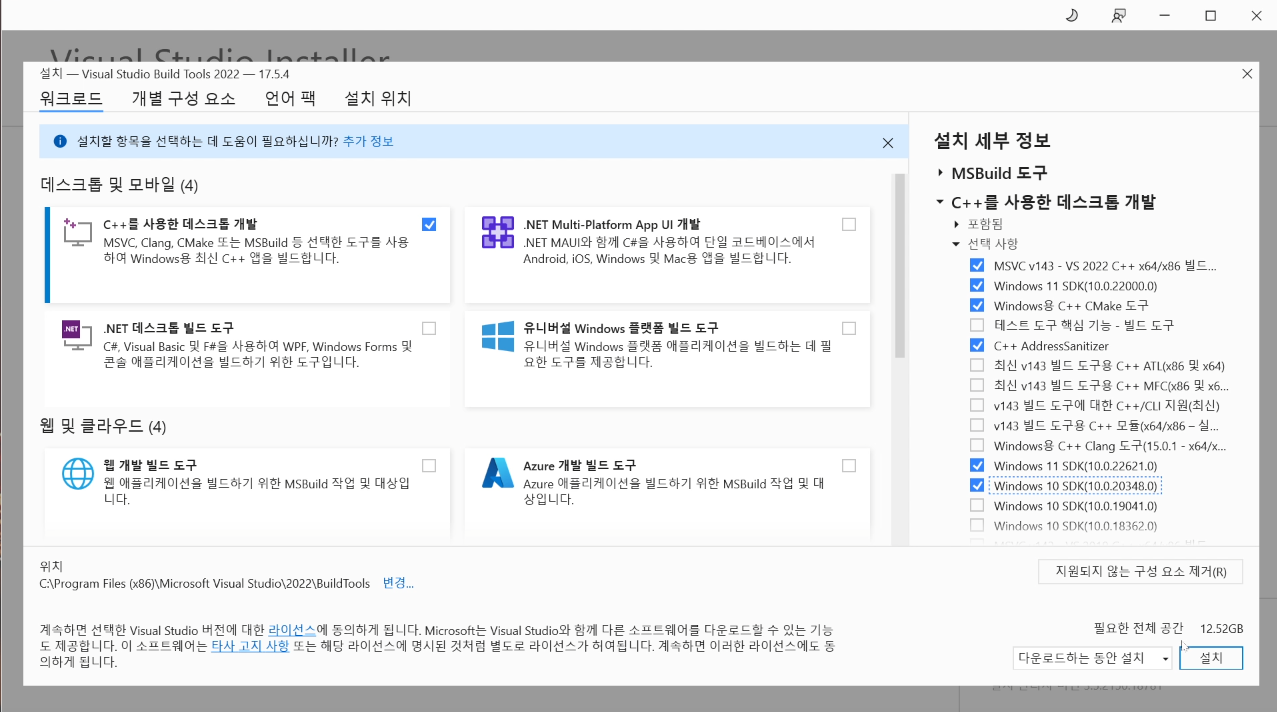 Visual Studio Installer
설치 — Visual Studio Build Tools 2022 — 17.5.4
워크로드 개별 구성 요소 언어 팩 설치 위치
설치할 항목을 선택하는 데 도움이 필요하십니까? 추가 정보
데스크톱 및 모바일 (4)
C++를 사용한 데스크톱 개발
MSVC, Clang, CMake 또는 MSBuild 등 선택한 도구를 사용
하여 Windows용 최신 C++ 앱을 빌드합니다.
.NET Multi-Platform App UI 개발
.NET MAUI와 함께 C#을 사용하여 단일 코드베이스에서
Android, iOS, Windows 및 Mac용 앱을 빌드합니다.
.NET
.NET 데스크톱 빌드 도구
C#, Visual Basic 및 F#을 사용하여 WPF, Windows Forms 및
콘솔 애플리케이션을 빌드하기 위한 도구입니다.
유니버설 Windows 플랫폼 빌드 도구
유니버설 Windows 플랫폼 애플리케이션을 빌드하는 데 필
요한 도구를 제공합니다.
웹 및 클라우드 (4)
웹 개발 빌드 도구
웹 애플리케이션을 빌드하기 위한 MSBuild 작업 및 대상입
니다.
Azure 개발 빌드 도구
Azure 애플리케이션을 빌드하기 위한 MSBuild 작업 및 대
상입니다.
설치 세부 정보
MSBuild 도구
C++를 사용한 데스크톱 개발
포함됨
선택 사항
MSVC v143 - VS 2022 C++ x64/x86 빌드...
Windows 11 SDK(10.0.22000.0)
Windows용 C++ CMake 도구
테스트 도구 핵심 기능 - 빌드 도구
C++ AddressSanitizer
최신 v143 빌드 도구용 C++ ATL(x86 및 x64)
최신 v143 빌드 도구용 C++ MFC(x86 및 x6...
v143 빌드 도구에 대한 C++/CLI 지원(최신)
v143 빌드 도구용 C++ 모듈(x64/x86 – 실...
Windows용 C++ Clang 도구(15.0.1 - x64/x...
Windows 11 SDK(10.0.22621.0)
Windows 10 SDK(10.0.20348.0)
Windows 10 SDK(10.0.19041.0)
Windows 10 SDK(10.0.18362.0)
위치
C:\Program Files (x86)\Microsoft Visual Studio\2022\BuildTools 변경...
지원되지 않는 구성 요소 제거(R)
계속하면 선택한 Visual Studio 버전에 대한 라이선스에 동의하게 됩니다. Microsoft는 Visual Studio와 함께 다른 소프트웨어를 다운로드할 수 있는 기능
도 제공합니다. 이 소프트웨어는 타사 고지 사항 또는 해당 라이선스에 명시된 것처럼 별도로 라이선스가 허여됩니다. 계속하면 이러한 라이선스에도 동
의하게 됩니다.
필요한 전체 공간 12.52GB
다운로드하는 동안 설치 설치